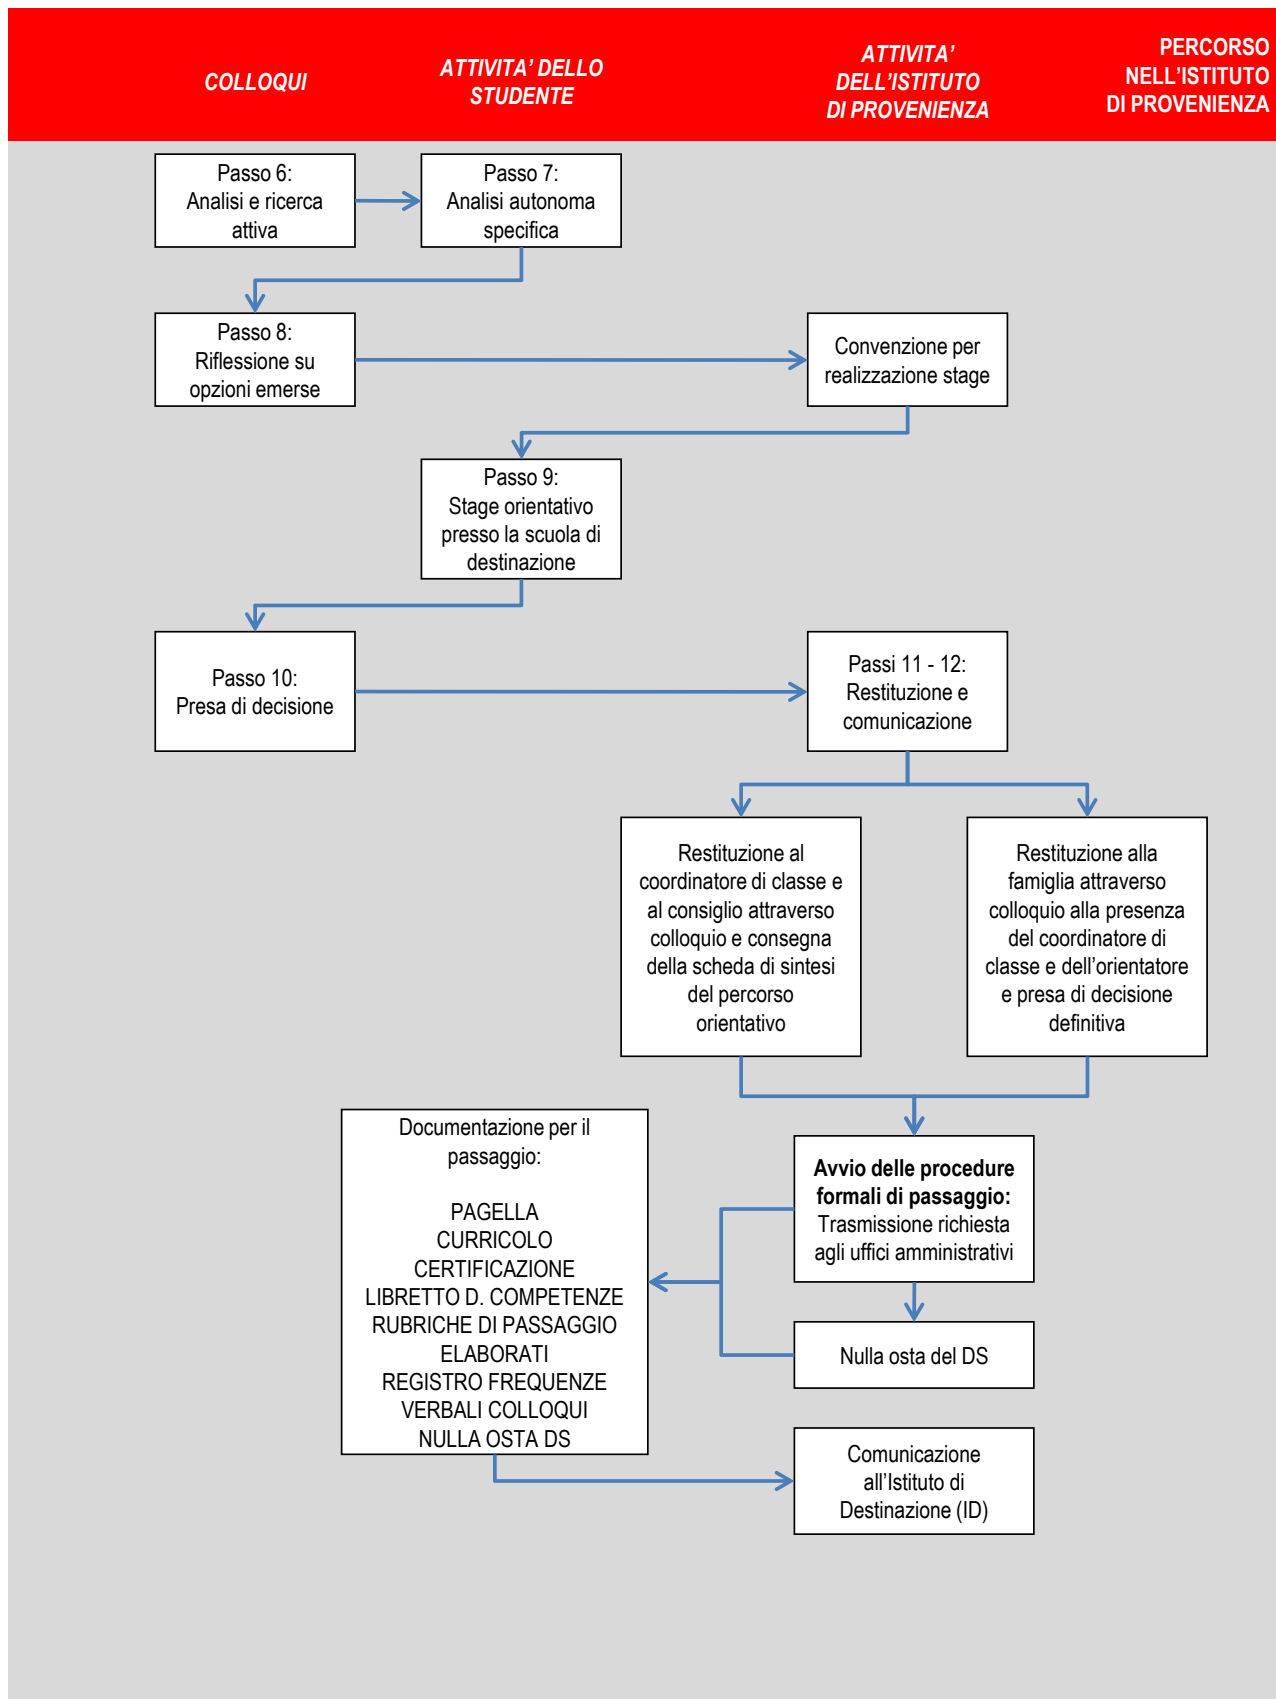 COLLOQUI
ATTIVITA' DELLO
STUDENTE
ATTIVITA'
DELL'ISTITUTO
DI PROVENIENZA
PERCORSO
NELL'ISTITUTO
DI PROVENIENZA
Passo 6:
Analisi e ricerca
attiva
Passo 7:
Analisi autonoma
specifica
Passo 8:
Riflessione su
opzioni emerse
Convenzione per
realizzazione stage
Passo 9:
Stage orientativo
presso la scuola di
destinazione
Passo 10:
Presa di decisione
Passi 11 - 12:
Restituzione e
comunicazione
Restituzione al
coordinatore di classe e
al consiglio attraverso
colloquio e consegna
della scheda di sintesi
del percorso
orientativo
Restituzione alla
famiglia attraverso
colloquio alla presenza
del coordinatore di
classe e dell’orientatore
e presa di decisione
definitiva
Documentazione per il
passaggio:
PAGELLA
CURRICOLO
CERTIFICAZIONE
LIBRETTO D. COMPETENZE
RUBRICHE DI PASSAGGIO
ELABORATI
REGISTRO FREQUENZE
VERBALI COLLOQUI
NULLA OSTA DS
Avvio delle procedure
formali di passaggio:
Trasmissione richiesta
agli uffici amministrativi
Nulla osta del DS
Comunicazione
all’Istituto di
Destinazione (ID)